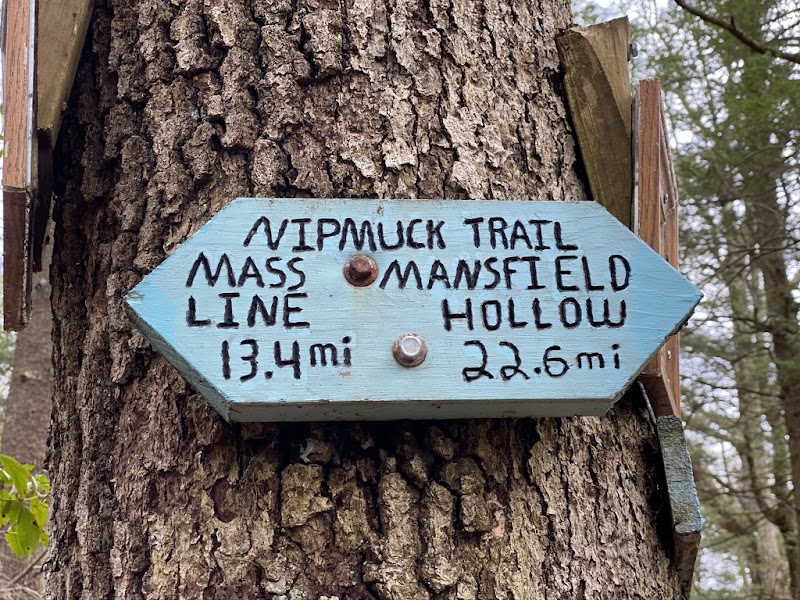 NIPMUCK TRAIL
MASS MANSFIELD
LINE HOLLOW
13.4mi 22.6mi